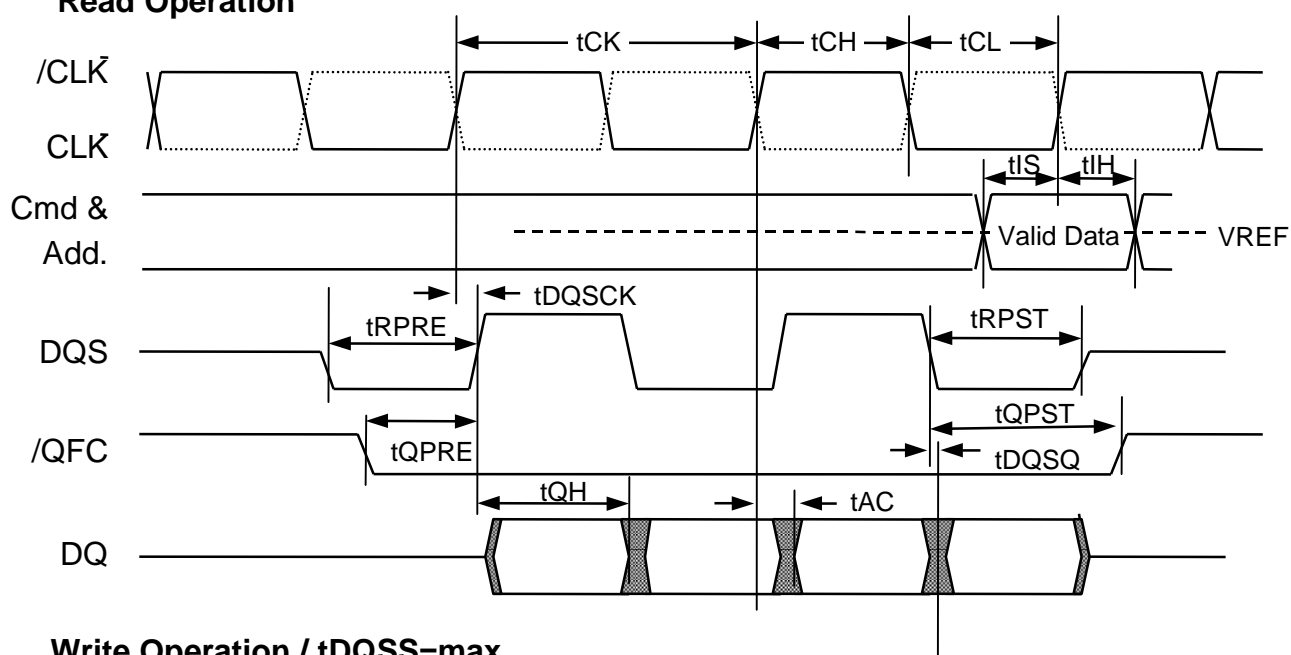 Read Operation
tCK tCH tCL
/CLK
CLK
tIS tIH
Cmd &
Add.
Valid Data VREF
tDQSCK
tRPRE tRPST
DQS
tQPST
/QFC
tQPRE tDQSQ
tQH tAC
DQ
Write Operation / tDQSS-max.